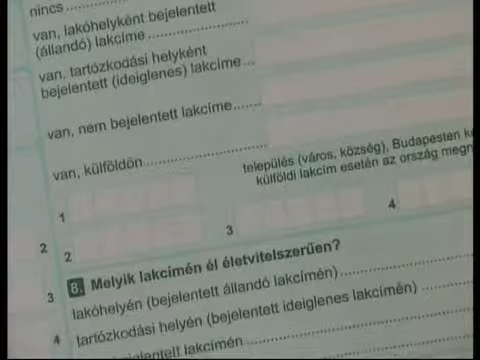 nincs
van, lakóhelyként bejelentett
(állandó) lakcíme
van, tartózkodási helyként
bejelentett (ideiglenes) lakcíme
van, nem bejelentett lakcíme
van, külföldön
település (város, község), Budapesten
külföldi lakcím esetén az ország
1
2
2
3
4
3
8. Melyik lakcímén él életvitelszerűen?
lakóhelyén (bejelentett állandó lakcímén)
4
tartózkodási helyén (bejelentett ideiglenes lakcímén)
lakcímén